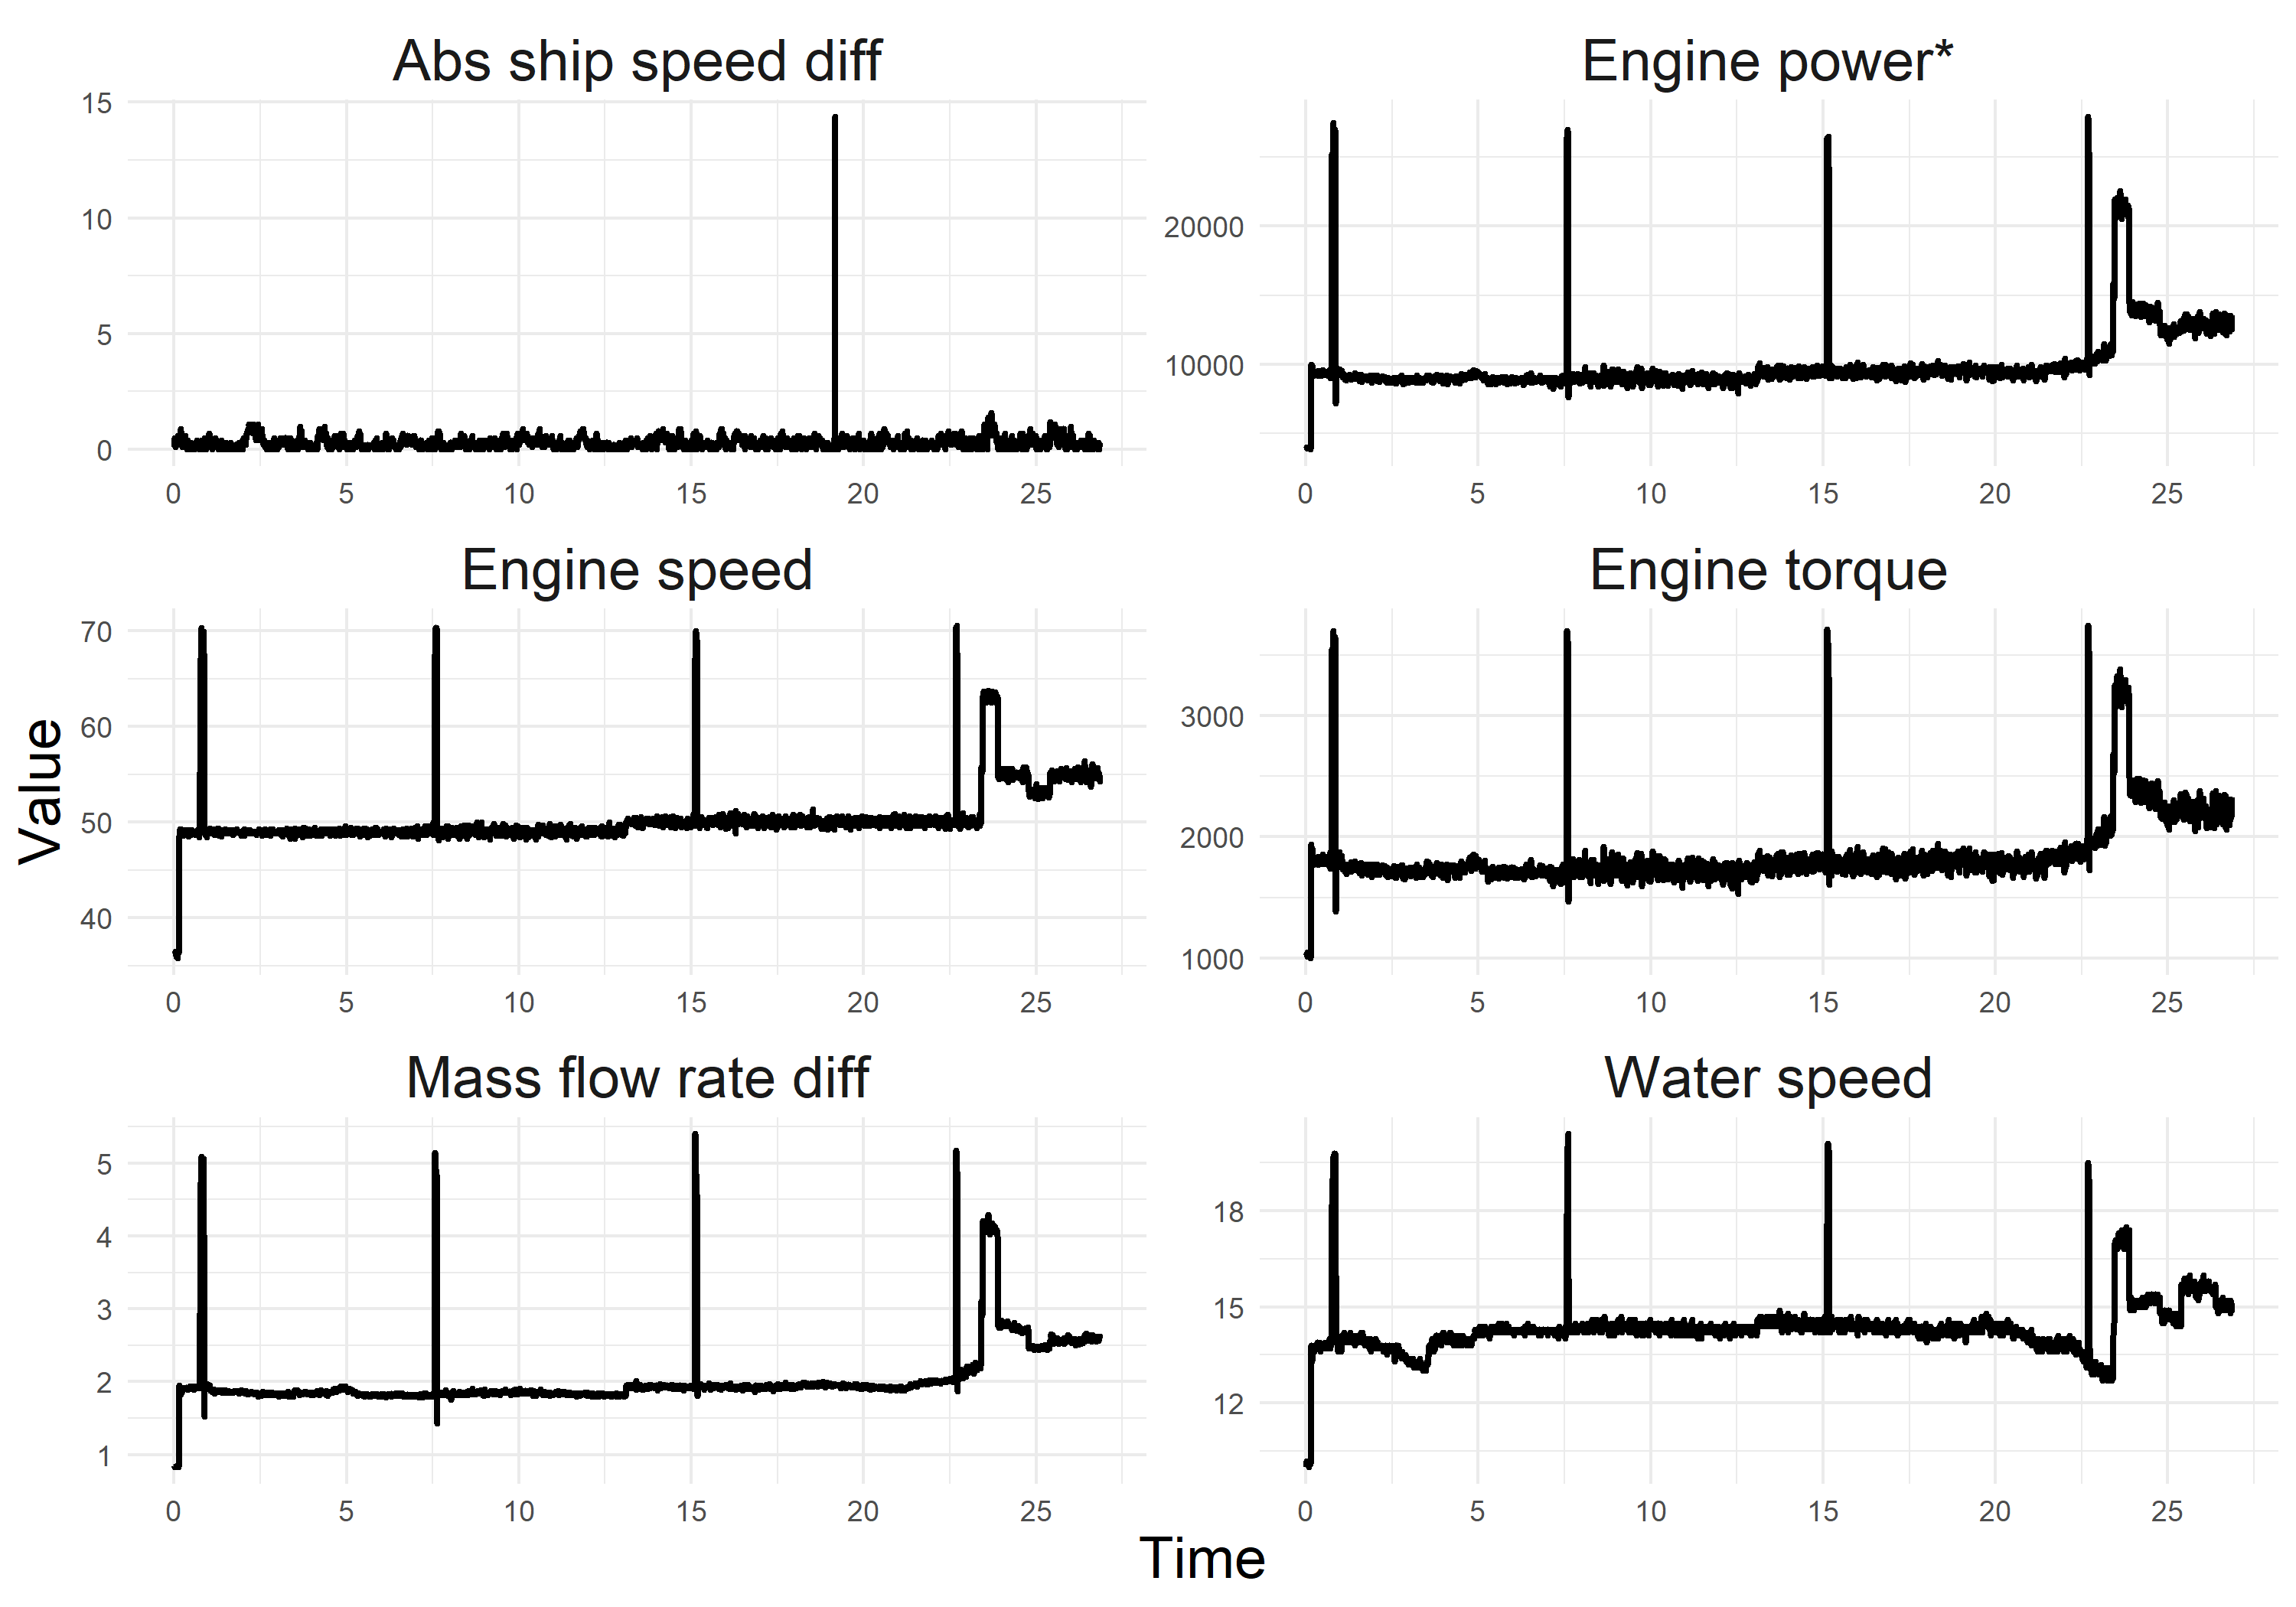 Abs ship speed diff
15
10
5
0
0 5 10 15 20 25
Engine power*
20000
10000
0 5 10 15 20 25
Engine speed
70
60
50
40
0 5 10 15 20 25
Engine torque
3000
2000
1000
0 5 10 15 20 25
Mass flow rate diff
5
4
3
2
1
0 5 10 15 20 25
Water speed
18
15
12
0 5 10 15 20 25
Value
Time